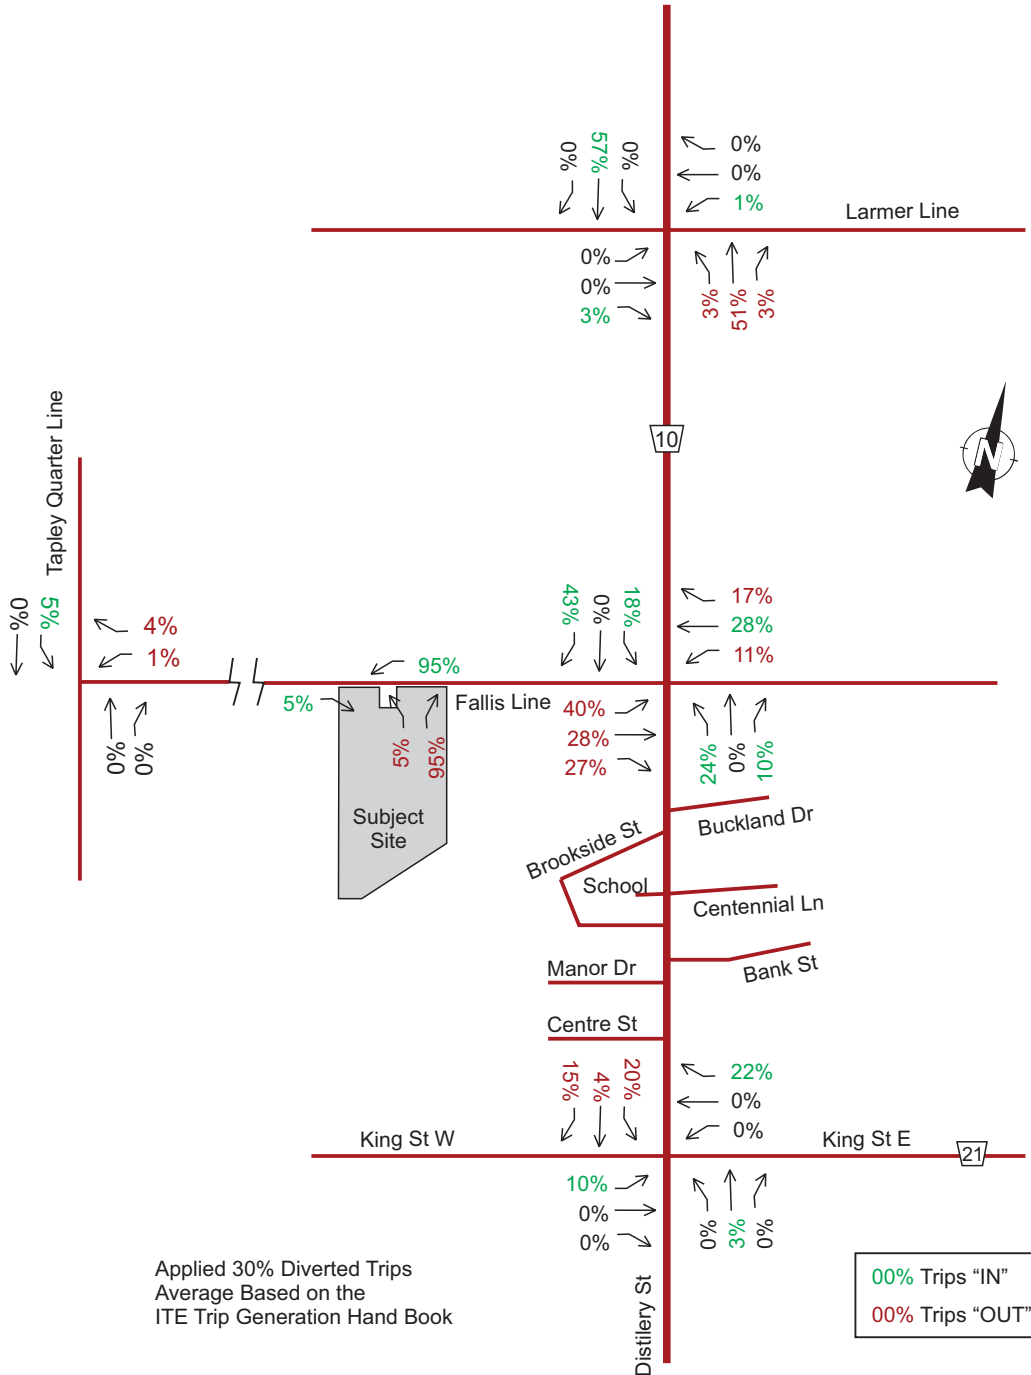 0%
57%
0%
0%
0%
1%
Larmer Line
0%
0%
3%
3%
51%
3%
10
N
Tapley Quarter Line
0%
5%
4%
1%
0%
0%
95%
5%
Fallis Line
5%
95%
Subject
Site
43%
0%
18%
17%
28%
11%
40%
28%
27%
24%
0%
10%
Buckland Dr
Brookside St
School
Centennial Ln
Bank St
Manor Dr
Centre St
15%
4%
20%
22%
0%
0%
King St W
King St E
21
10%
0%
0%
0%
3%
0%
Distilery St
Applied 30% Diverted Trips
Average Based on the
ITE Trip Generation Hand Book
00% Trips “IN”
00% Trips “OUT”